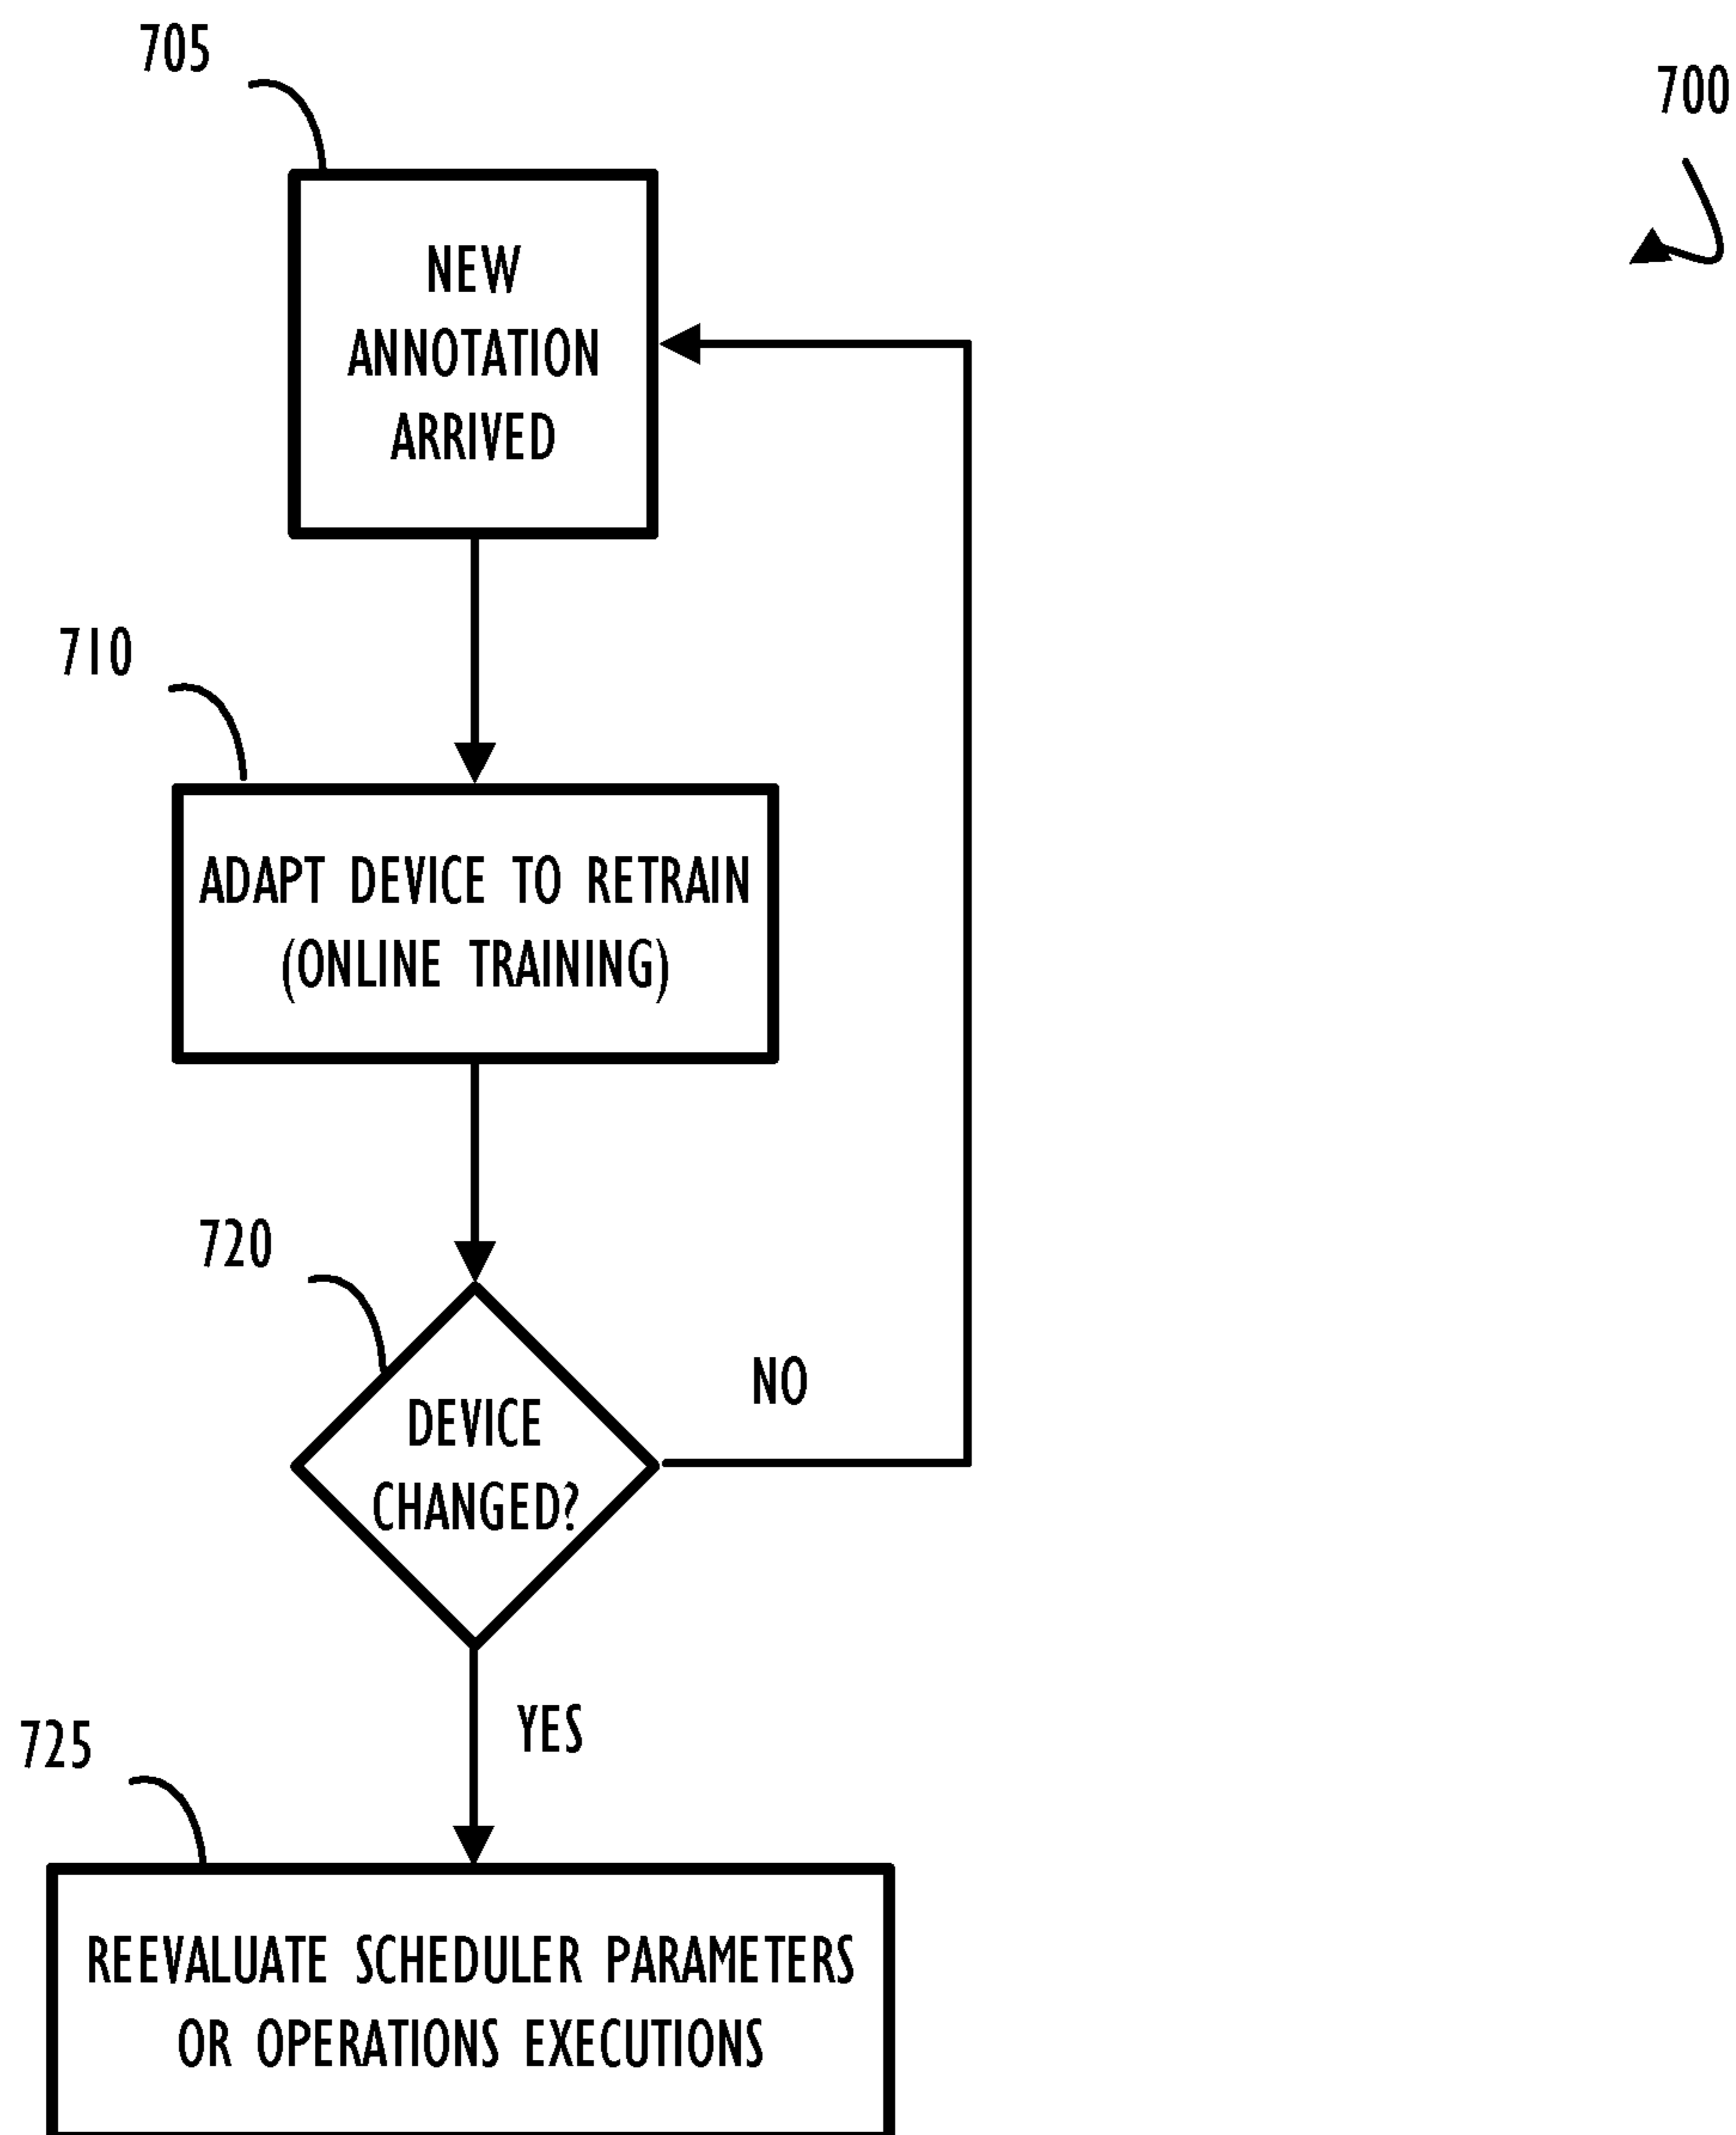 705
700
NEW
ANNOTATION
ARRIVED
710
ADAPT DEVICE TO RETRAIN
(ONLINE TRAINING)
720
DEVICE
CHANGED?
NO
YES
725
REEVALUATE SCHEDULER PARAMETERS
OR OPERATIONS EXECUTIONS